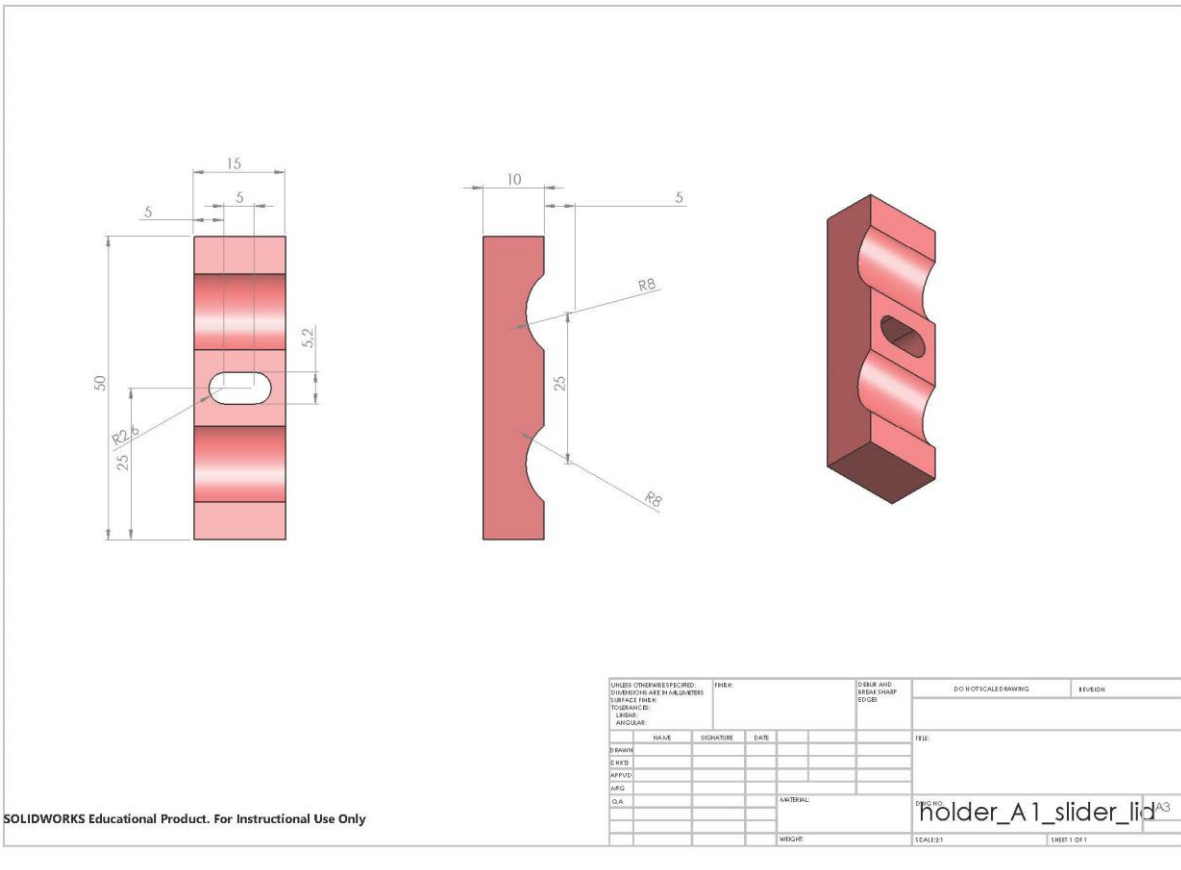 15
5
5
50
5,2
R2,6
25
10
5
R8
25
R8
UNLESS OTHERWISE SPECIFIED:
DIMENSIONS ARE IN MILLIMETERS
SURFACE FINISH:
TOLERANCES:
LINEAR:
ANGULAR:
FINISH:
DEBUR AND
BREAK SHARP
EDGES
DO NOT SCALE DRAWING
REVISION
NAME SIGNATURE DATE
TITLE:
DRAWN
CHK'D
APPV'D
MFG
Q.A
MATERIAL:
DWG NO.
holder_A1_slider_lid
A3
WEIGHT:
SCALE:2:1
SHEET 1 OF 1
SOLIDWORKS Educational Product. For Instructional Use Only